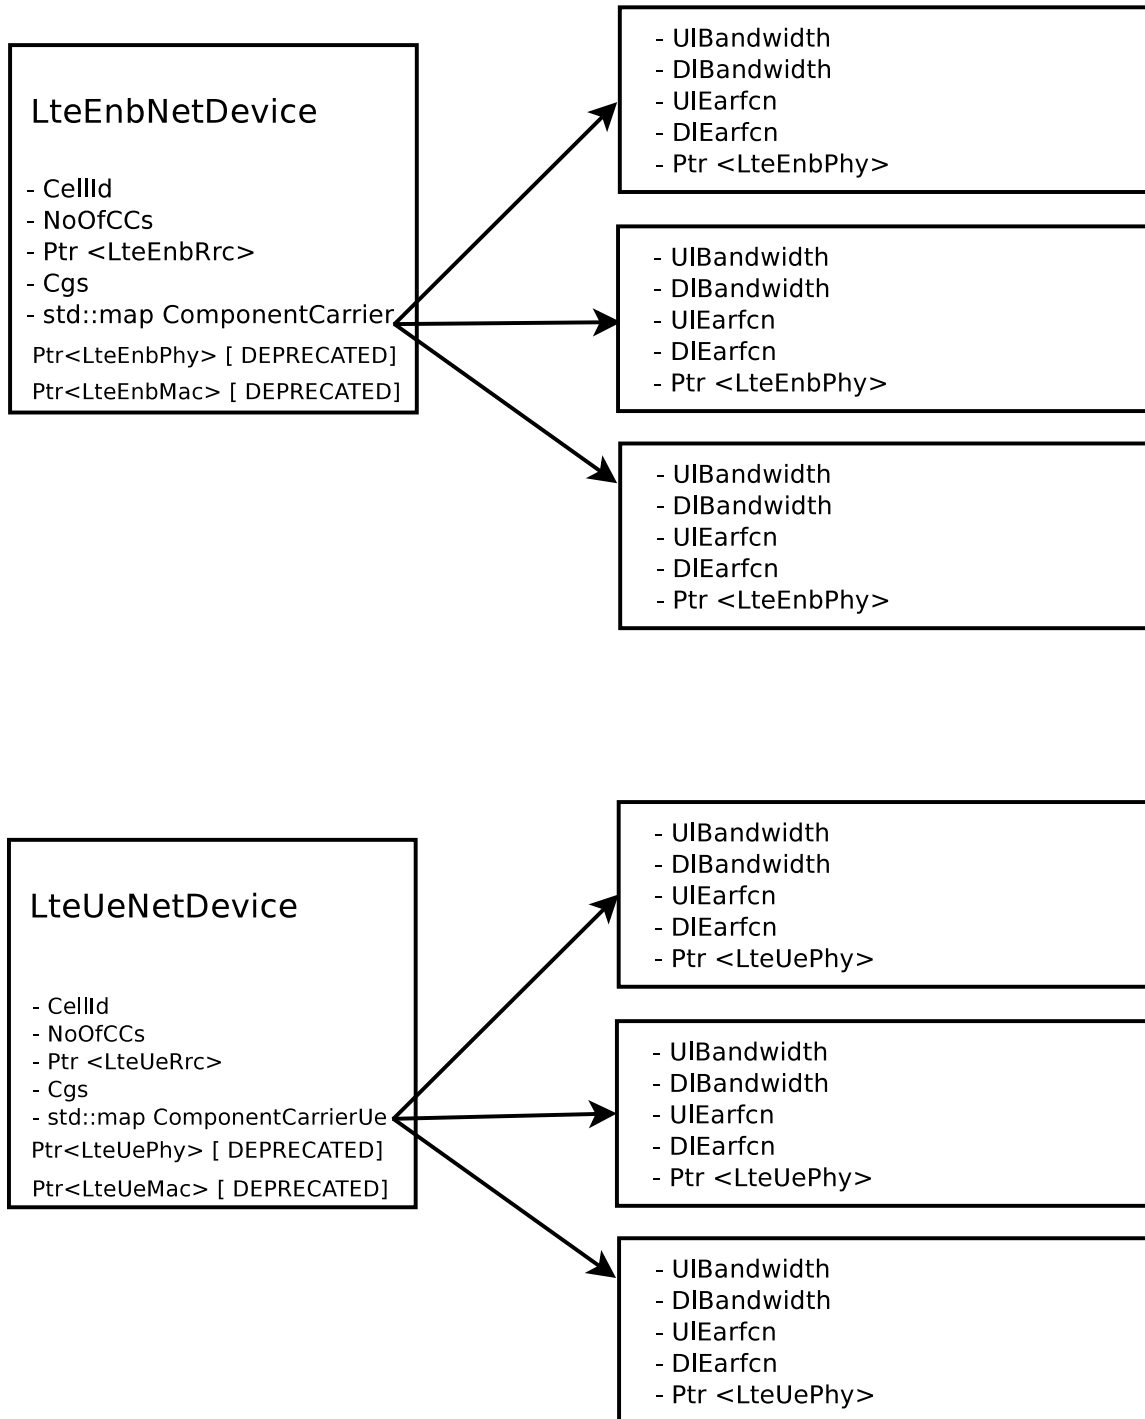 LteEnbNetDevice
- CellId
- NoOfCCs
- Ptr <LteEnbRrc>
- Cgs
- std::map ComponentCarrier
Ptr<LteEnbPhy> [ DEPRECATED]
Ptr<LteEnbMac> [ DEPRECATED]
- UlBandwidth
- DlBandwidth
- UlEarfcn
- DlEarfcn
- Ptr <LteEnbPhy>
- UlBandwidth
- DlBandwidth
- UlEarfcn
- DlEarfcn
- Ptr <LteEnbPhy>
- UlBandwidth
- DlBandwidth
- UlEarfcn
- DlEarfcn
- Ptr <LteEnbPhy>
LteUeNetDevice
- CellId
- NoOfCCs
- Ptr <LteUeRrc>
- Cgs
- std::map ComponentCarrierUe
Ptr<LteUePhy> [ DEPRECATED]
Ptr<LteUeMac> [ DEPRECATED]
- UlBandwidth
- DlBandwidth
- UlEarfcn
- DlEarfcn
- Ptr <LteUePhy>
- UlBandwidth
- DlBandwidth
- UlEarfcn
- DlEarfcn
- Ptr <LteUePhy>
- UlBandwidth
- DlBandwidth
- UlEarfcn
- DlEarfcn
- Ptr <LteUePhy>